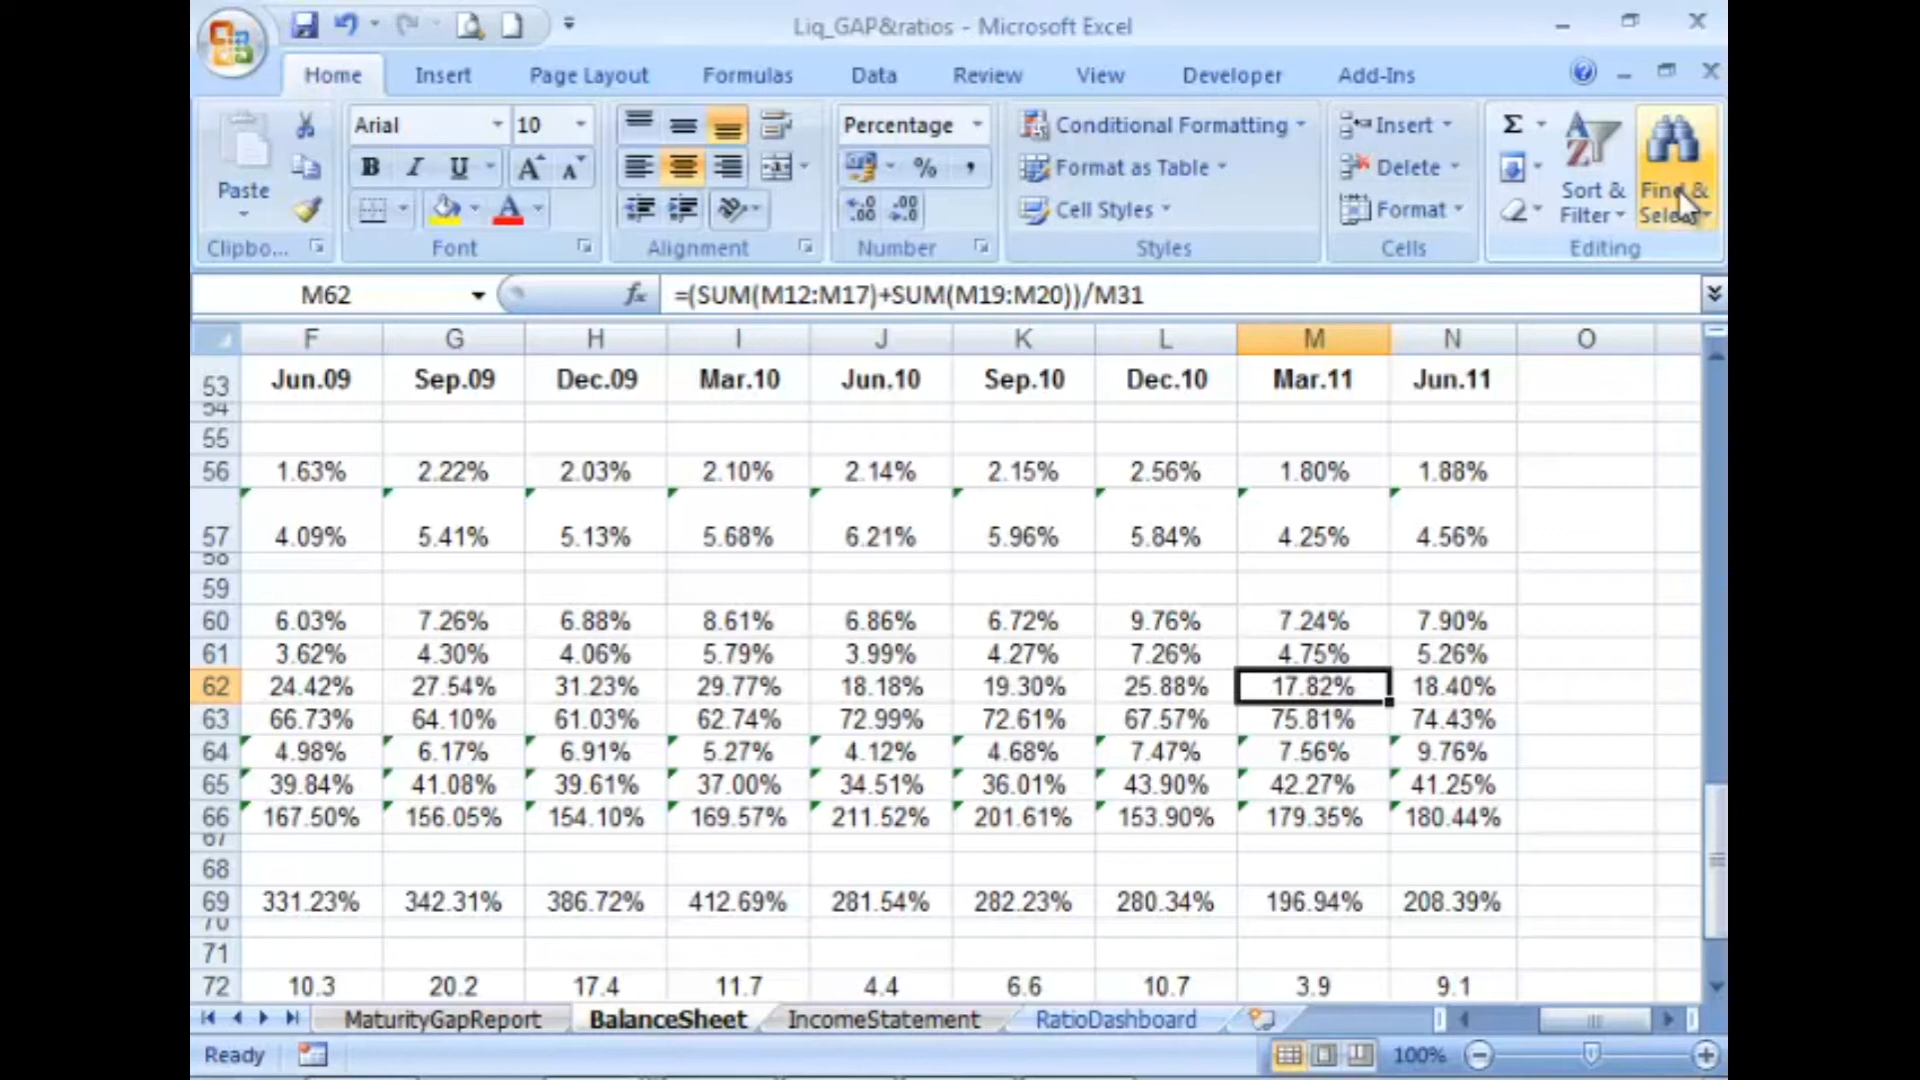 Liq_GAP&ratios - Microsoft Excel
Home Insert Page Layout Formulas Data Review View Developer Add-Ins
Arial 10 Percentage Conditional Formatting Insert Σ
B I U A A % , Format as Table Delete
Paste Sort & Find &
A Cell Styles Format Filter Select
Clipbo... Font Alignment Number Styles Cells Editing
M62 fx =(SUM(M12:M17)+SUM(M19:M20))/M31
F G H I J K L M N O
53 Jun.09 Sep.09 Dec.09 Mar.10 Jun.10 Sep.10 Dec.10 Mar.11 Jun.11
54
55
56 1.63% 2.22% 2.03% 2.10% 2.14% 2.15% 2.56% 1.80% 1.88%
57 4.09% 5.41% 5.13% 5.68% 6.21% 5.96% 5.84% 4.25% 4.56%
58
59
60 6.03% 7.26% 6.88% 8.61% 6.86% 6.72% 9.76% 7.24% 7.90%
61 3.62% 4.30% 4.06% 5.79% 3.99% 4.27% 7.26% 4.75% 5.26%
62 24.42% 27.54% 31.23% 29.77% 18.18% 19.30% 25.88% 17.82% 18.40%
63 66.73% 64.10% 61.03% 62.74% 72.99% 72.61% 67.57% 75.81% 74.43%
64 4.98% 6.17% 6.91% 5.27% 4.12% 4.68% 7.47% 7.56% 9.76%
65 39.84% 41.08% 39.61% 37.00% 34.51% 36.01% 43.90% 42.27% 41.25%
66 167.50% 156.05% 154.10% 169.57% 211.52% 201.61% 153.90% 179.35% 180.44%
67
68
69 331.23% 342.31% 386.72% 412.69% 281.54% 282.23% 280.34% 196.94% 208.39%
70
71
72 10.3 20.2 17.4 11.7 4.4 6.6 10.7 3.9 9.1
MaturityGapReport BalanceSheet IncomeStatement RatioDashboard
Ready 100%